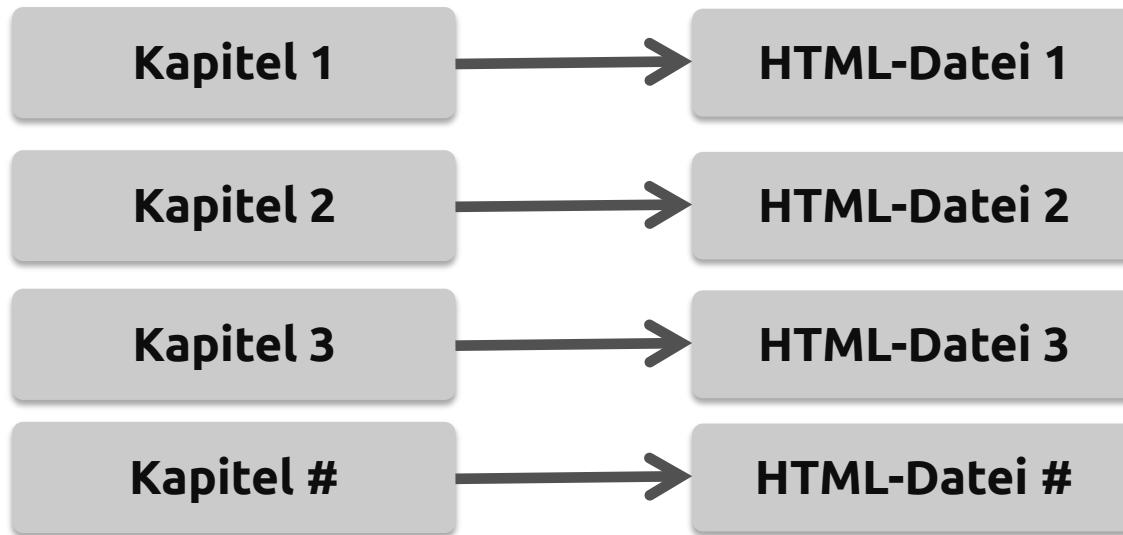 Kapitel 1
HTML-Datei 1
Kapitel 2
HTML-Datei 2
Kapitel 3
HTML-Datei 3
Kapitel #
HTML-Datei #